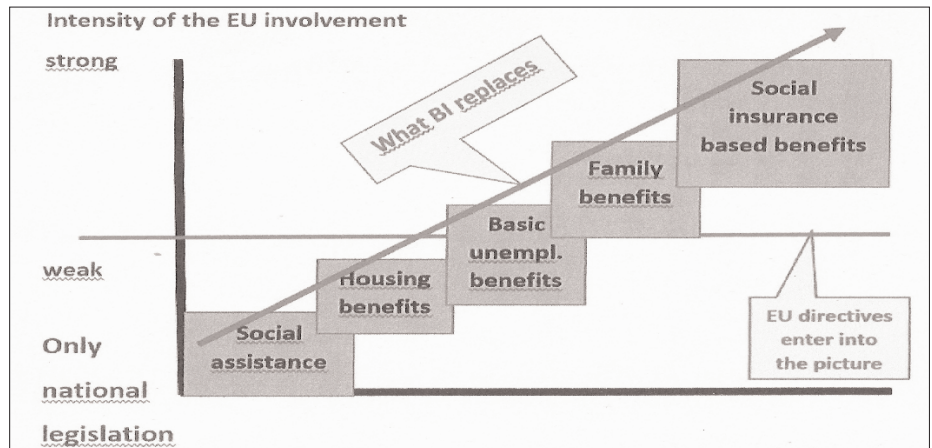 Intensity of the EU involvement
strong
What BI replaces
Social
insurance
based benefits
Family
benefits
Basic
unempl.
benefits
weak
Housing
benefits
EU directives
enter into
the picture
Social
assistance
Only
national
legislation